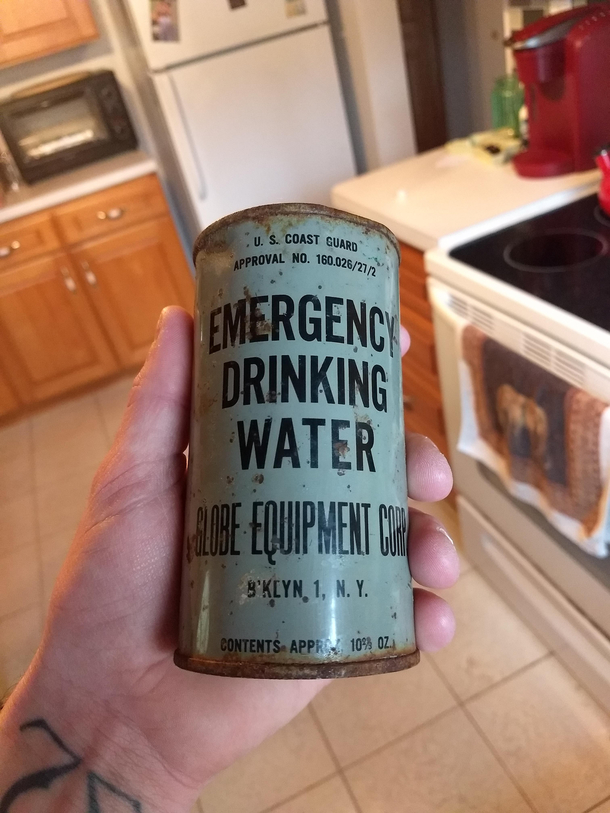 U. S. COAST GUARD
APPROVAL NO. 160.026/27/2
EMERGENCY
DRINKING
WATER
GLOBE EQUIPMENT CORP
B'KLYN 1, N. Y.
CONTENTS APPROX. 10⅔ OZ.